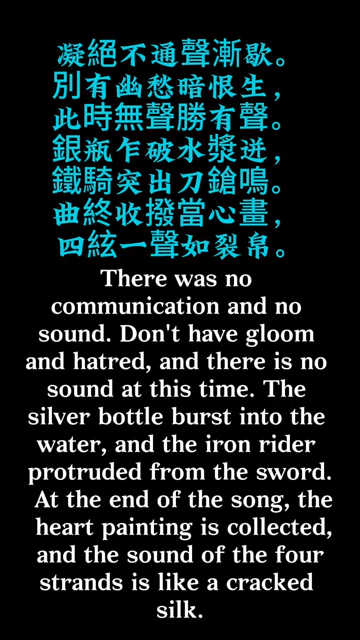 凝絕不通聲漸歇。
別有幽愁暗恨生，
此時無聲勝有聲。
銀瓶乍破水漿迸，
鐵騎突出刀鎗鳴。
曲終收撥當心畫，
四絃一聲如裂帛。
There was no
communication and no
sound. Don't have gloom
and hatred, and there is no
sound at this time. The
silver bottle burst into the
water, and the iron rider
protruded from the sword.
At the end of the song, the
heart painting is collected,
and the sound of the four
strands is like a cracked
silk.